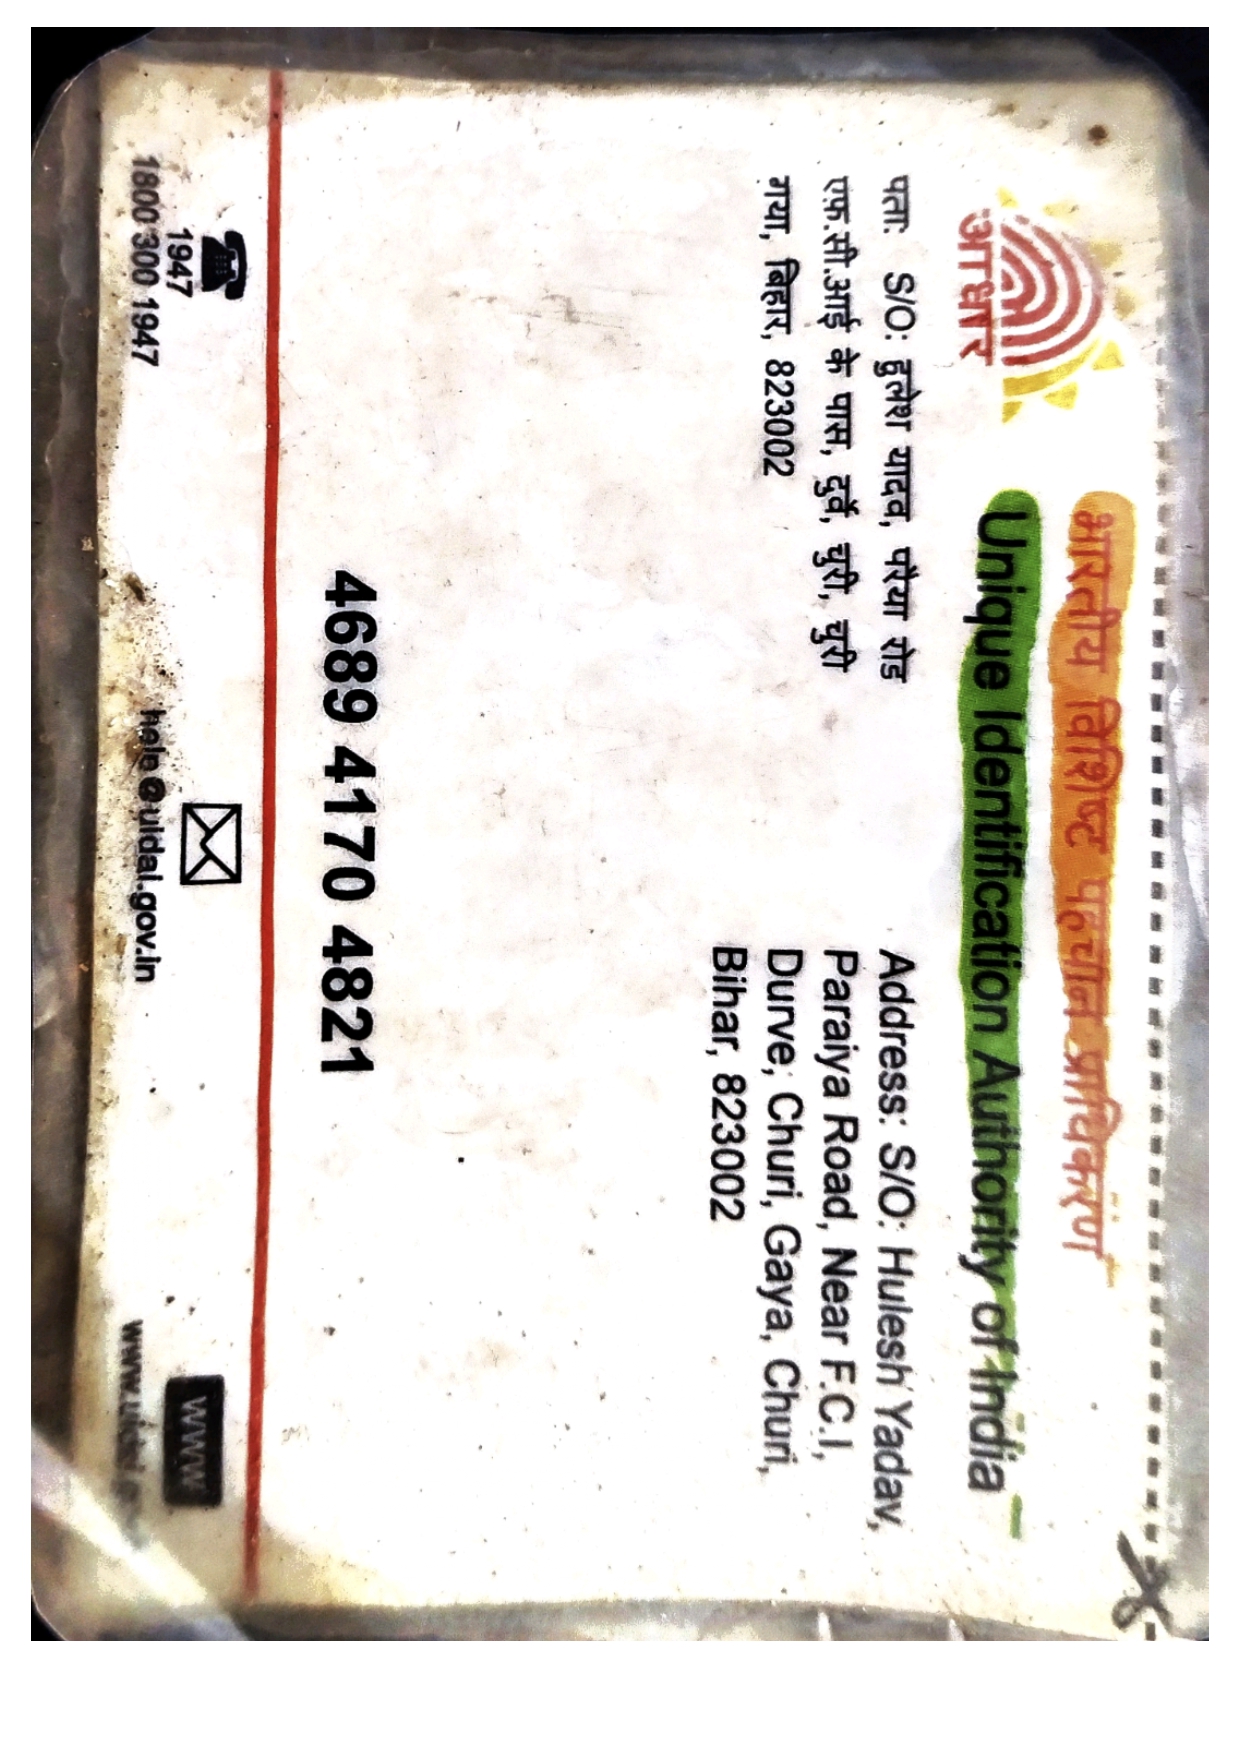 भारतीय विशिष्ट पहचान प्राधिकरण
आधार
Unique Identification Authority of India
पता: S/O: हुलेश यादव, परैया रोड
एफ.सी.आई के पास, दुर्वे, चुरी, चुरी
गया, बिहार, 823002
Address: S/O: Hulesh Yadav,
Paraiya Road, Near F.C.I,
Durve, Churi, Gaya, Churi,
Bihar, 823002
4689 4170 4821
1947
1800 300 1947
help@uidai.gov.in
WWW